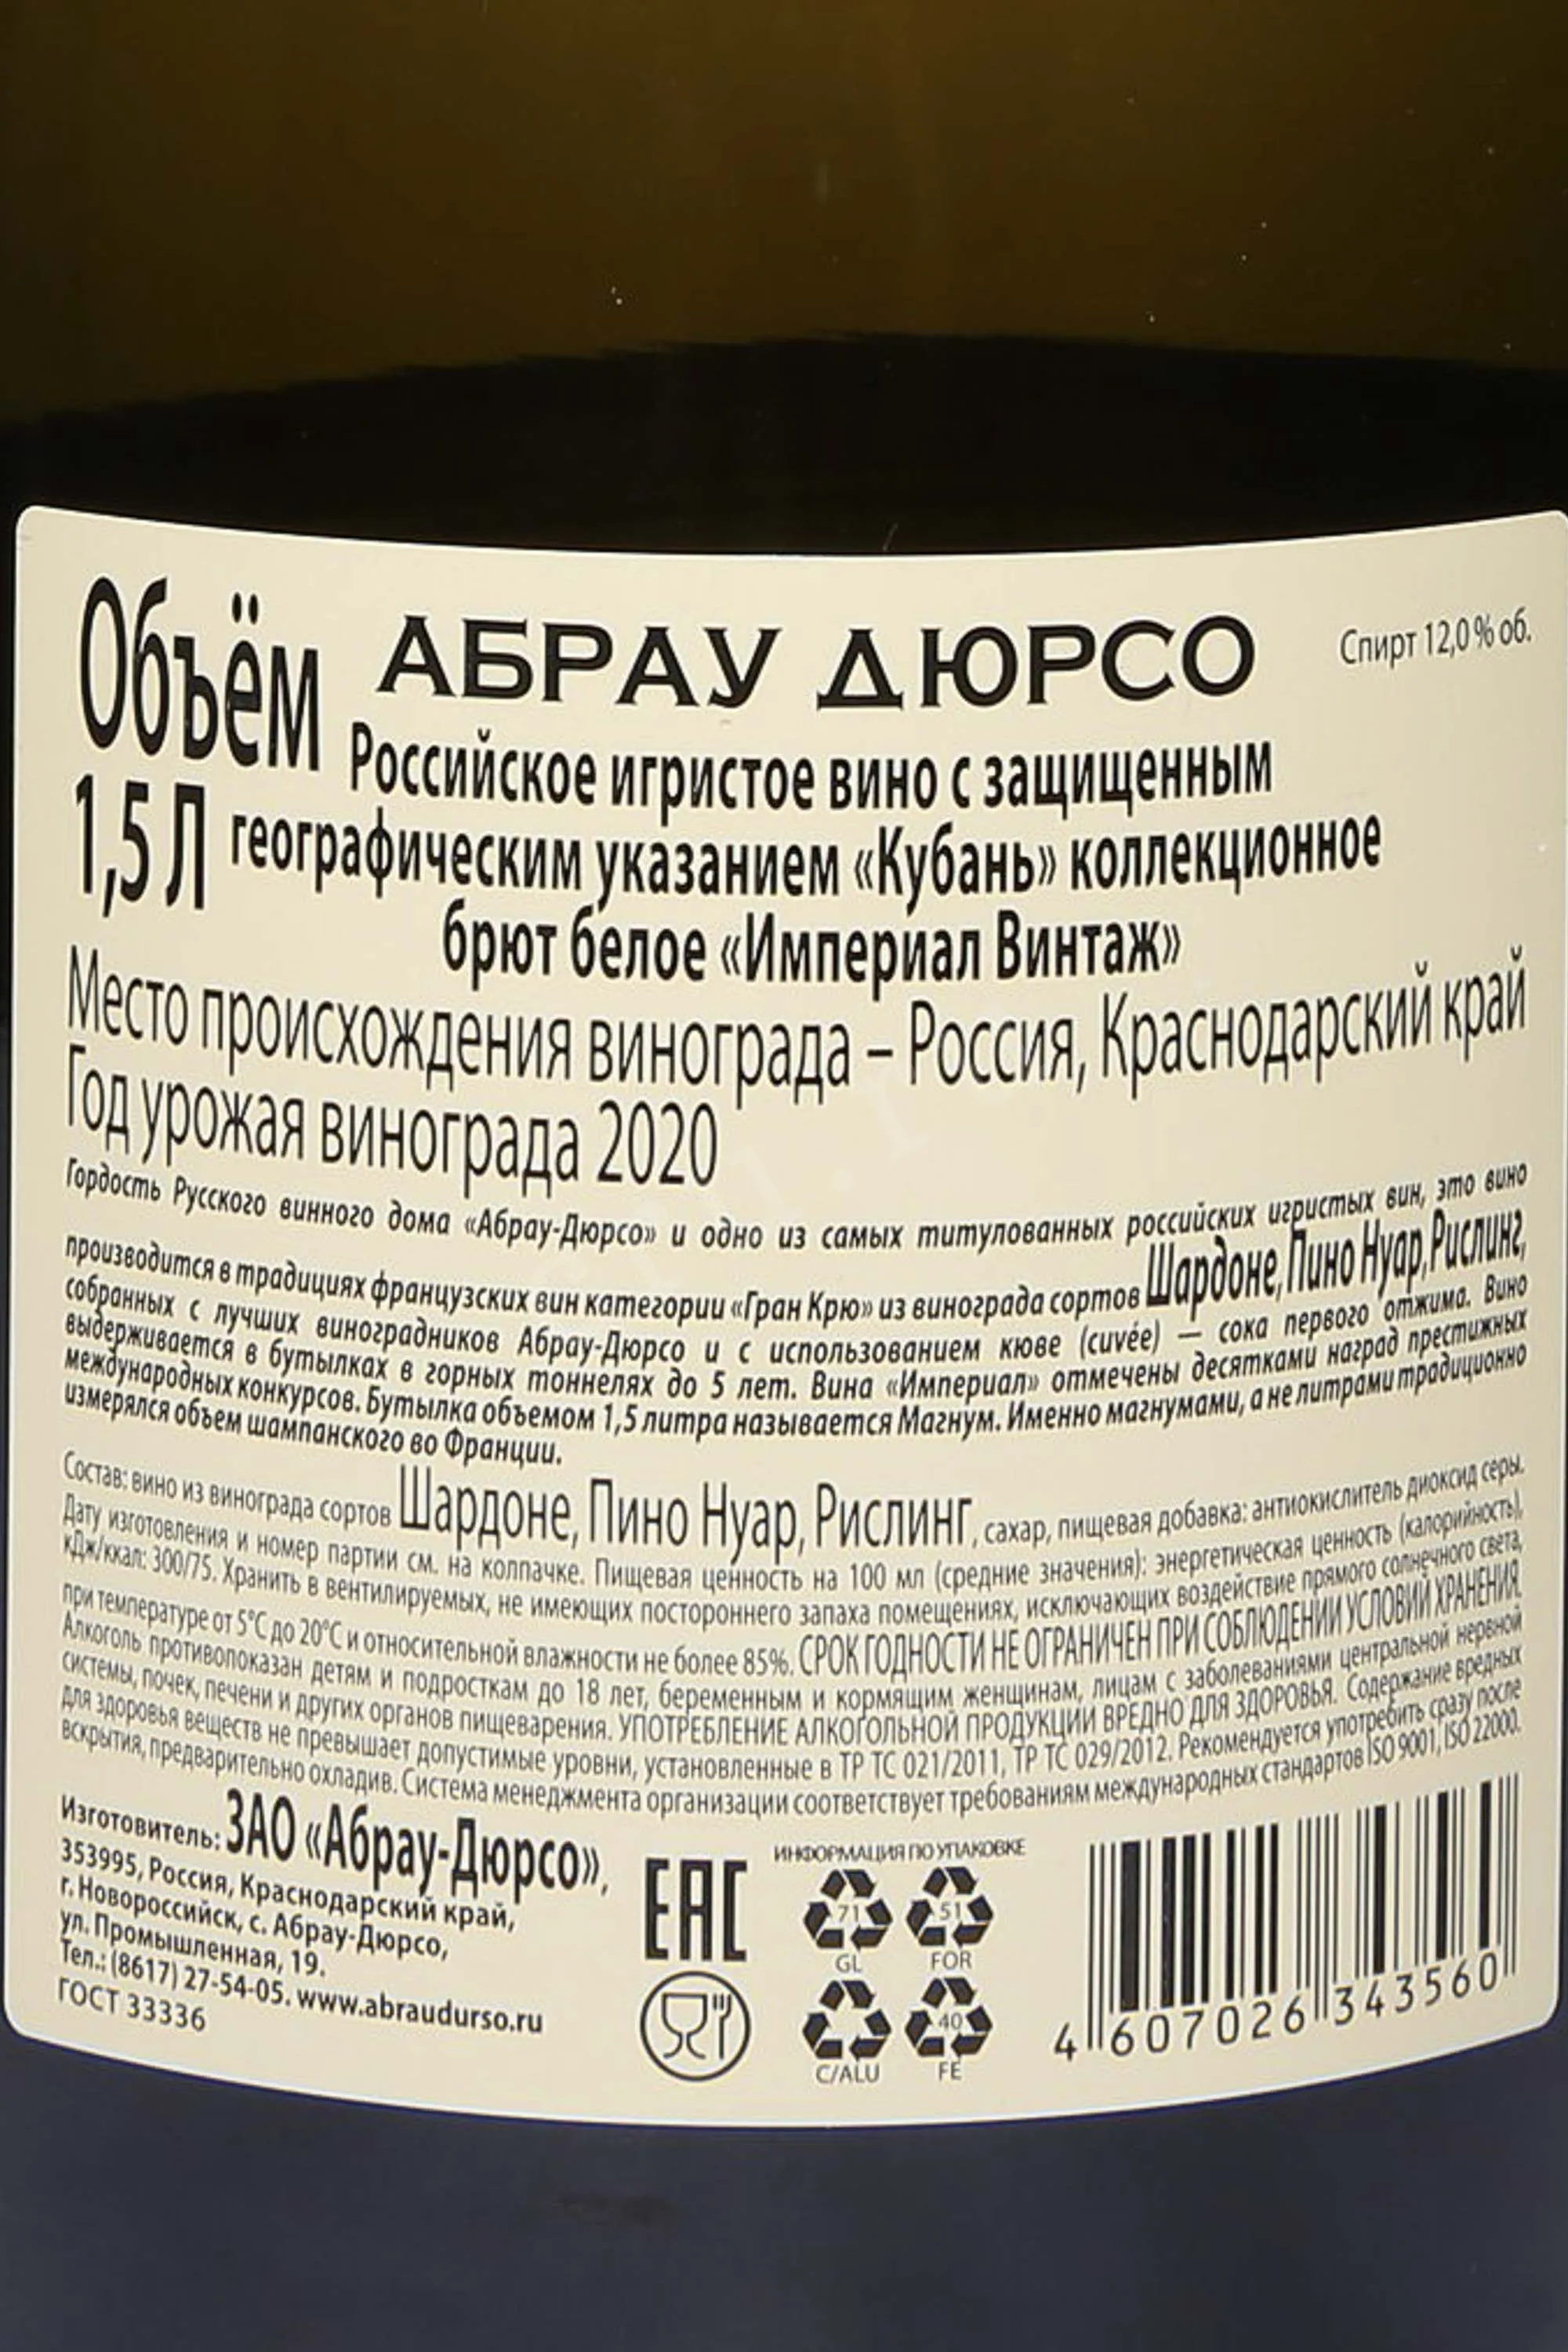 Объём
1,5 Л
АБРАУ ДЮРСО
Спирт 12,0 % об.
Российское игристое вино с защищенным
географическим указанием «Кубань» коллекционное
брют белое «Империал Винтаж»
Место происхождения винограда – Россия, Краснодарский край
Год урожая винограда 2020
Гордость Русского винного дома «Абрау-Дюрсо» и одно из самых титулованных российских игристых вин, это вино
производится в традициях французских вин категории «Гран Крю» из винограда сортов Шардоне, Пино Нуар, Рислинг,
собранных с лучших виноградников Абрау-Дюрсо и с использованием кюве (cuvée) — сока первого отжима. Вино
выдерживается в бутылках в горных тоннелях до 5 лет. Вина «Империал» отмечены десятками наград престижных
международных конкурсов. Бутылка объемом 1,5 литра называется Магнум. Именно магнумами, а не литрами традиционно
измерялся объем шампанского во Франции.
Состав: вино из винограда сортов Шардоне, Пино Нуар, Рислинг, сахар, пищевая добавка: антиокислитель диоксид серы.
Дату изготовления и номер партии см. на колпачке. Пищевая ценность на 100 мл (средние значения): энергетическая ценность (калорийность),
кДж/ккал: 300/75. Хранить в вентилируемых, не имеющих постороннего запаха помещениях, исключающих воздействие прямого солнечного света,
при температуре от 5°С до 20°С и относительной влажности не более 85%. СРОК ГОДНОСТИ НЕ ОГРАНИЧЕН ПРИ СОБЛЮДЕНИИ УСЛОВИЙ ХРАНЕНИЯ.
Алкоголь противопоказан детям и подросткам до 18 лет, беременным и кормящим женщинам, лицам с заболеваниями центральной нервной
системы, почек, печени и других органов пищеварения. УПОТРЕБЛЕНИЕ АЛКОГОЛЬНОЙ ПРОДУКЦИИ ВРЕДНО ДЛЯ ЗДОРОВЬЯ. Содержание вредных
для здоровья веществ не превышает допустимые уровни, установленные в ТР ТС 021/2011, ТР ТС 029/2012. Рекомендуется употребить сразу после
вскрытия, предварительно охладив. Система менеджмента организации соответствует требованиям международных стандартов ISO 9001, ISO 22000.
Изготовитель: ЗАО «Абрау-Дюрсо»,
353995, Россия, Краснодарский край,
г. Новороссийск, с. Абрау-Дюрсо,
ул. Промышленная, 19.
Тел.: (8617) 27-54-05. www.abraudurso.ru
ГОСТ 33336
ЕАС
ИНФОРМАЦИЯ ПО УПАКОВКЕ
71 51
GL FOR
40
C/ALU FE
4 607026 343560